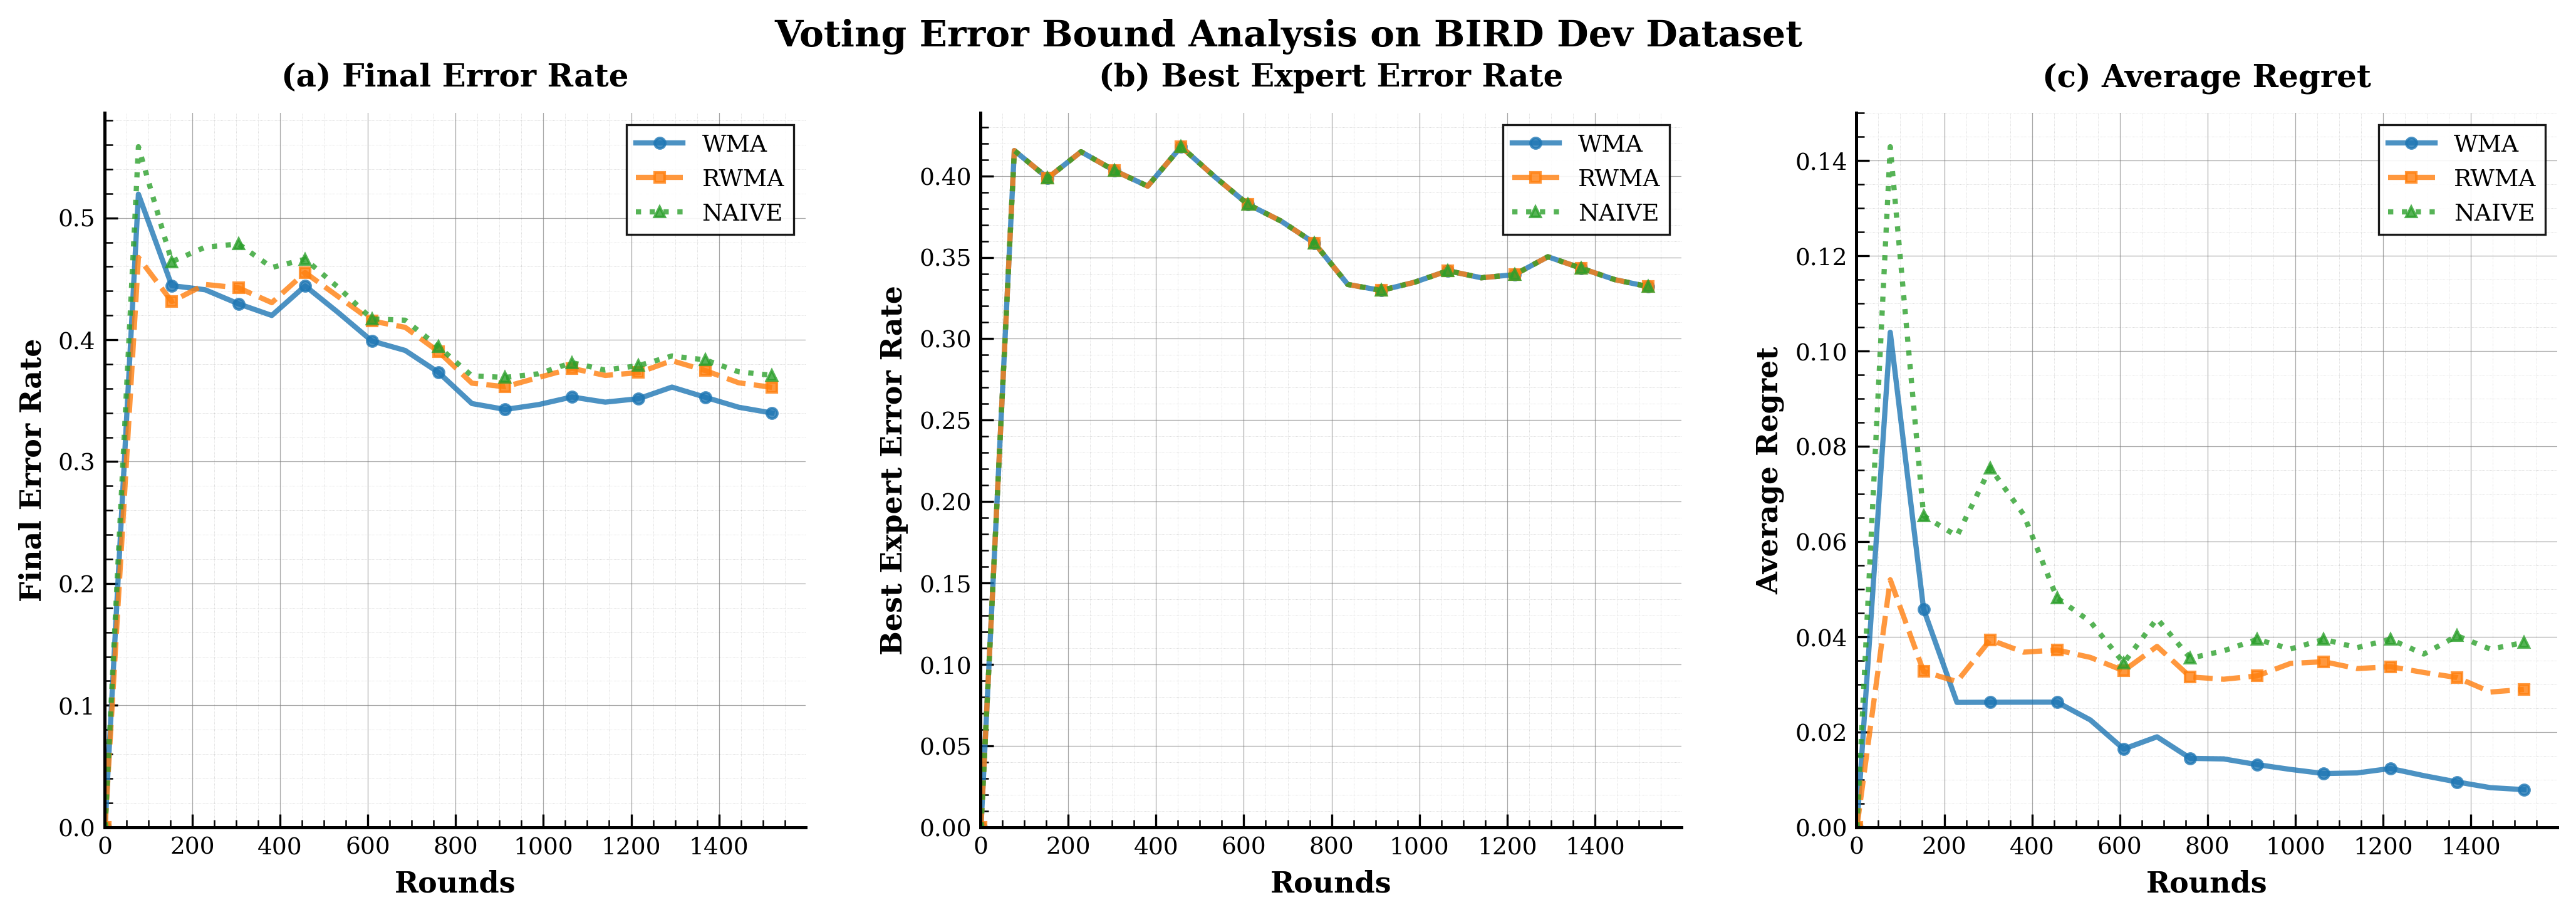 Voting Error Bound Analysis on BIRD Dev Dataset
(a) Final Error Rate
Final Error Rate
0.5
0.4
0.3
0.2
0.1
0.0
0 200 400 600 800 1000 1200 1400
Rounds
WMA
RWMA
NAIVE
(b) Best Expert Error Rate
Best Expert Error Rate
0.40
0.35
0.30
0.25
0.20
0.15
0.10
0.05
0.00
0 200 400 600 800 1000 1200 1400
Rounds
WMA
RWMA
NAIVE
(c) Average Regret
Average Regret
0.14
0.12
0.10
0.08
0.06
0.04
0.02
0.00
0 200 400 600 800 1000 1200 1400
Rounds
WMA
RWMA
NAIVE